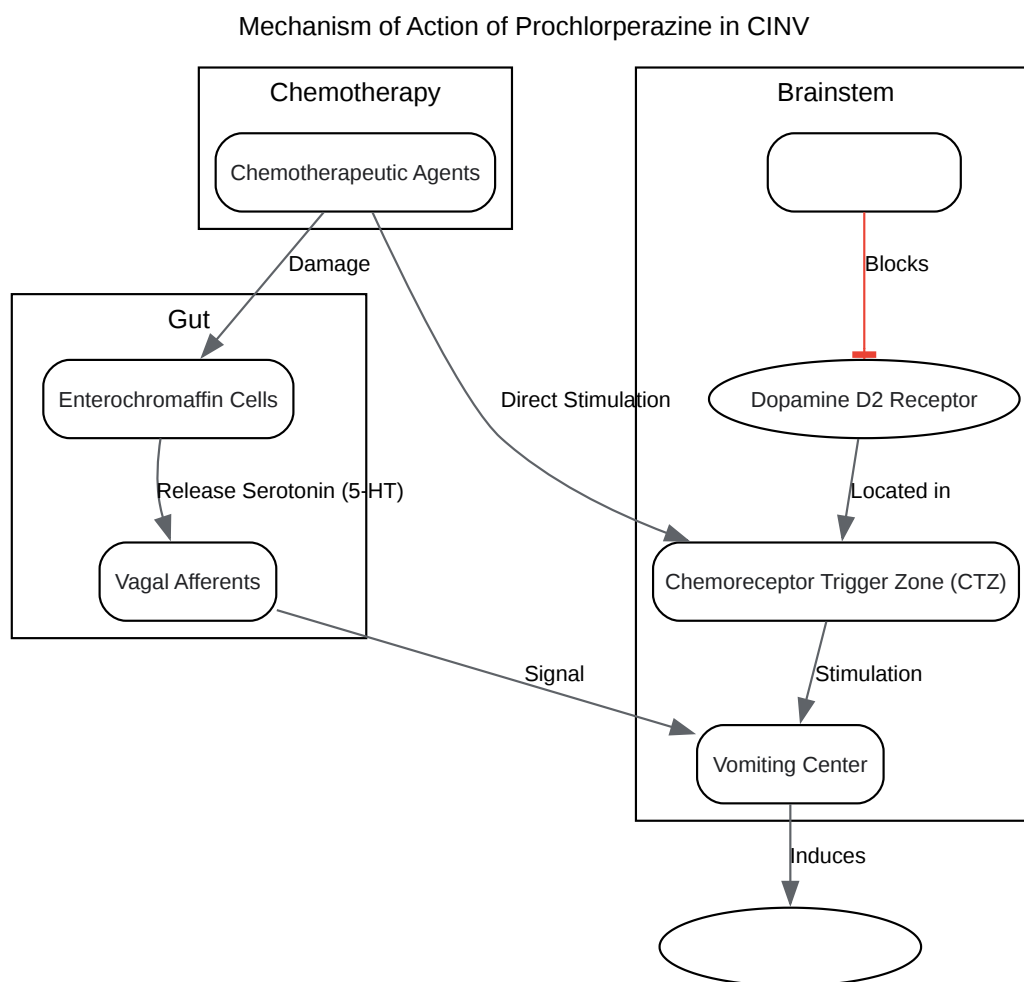 Mechanism of Action of Prochlorperazine in CINV
Chemotherapy
Chemotherapeutic Agents
Brainstem
Damage
Blocks
Gut
Enterochromaffin Cells
Direct Stimulation
Dopamine D2 Receptor
Release Serotonin (5-HT)
Located in
Vagal Afferents
Chemoreceptor Trigger Zone (CTZ)
Signal
Stimulation
Vomiting Center
Induces